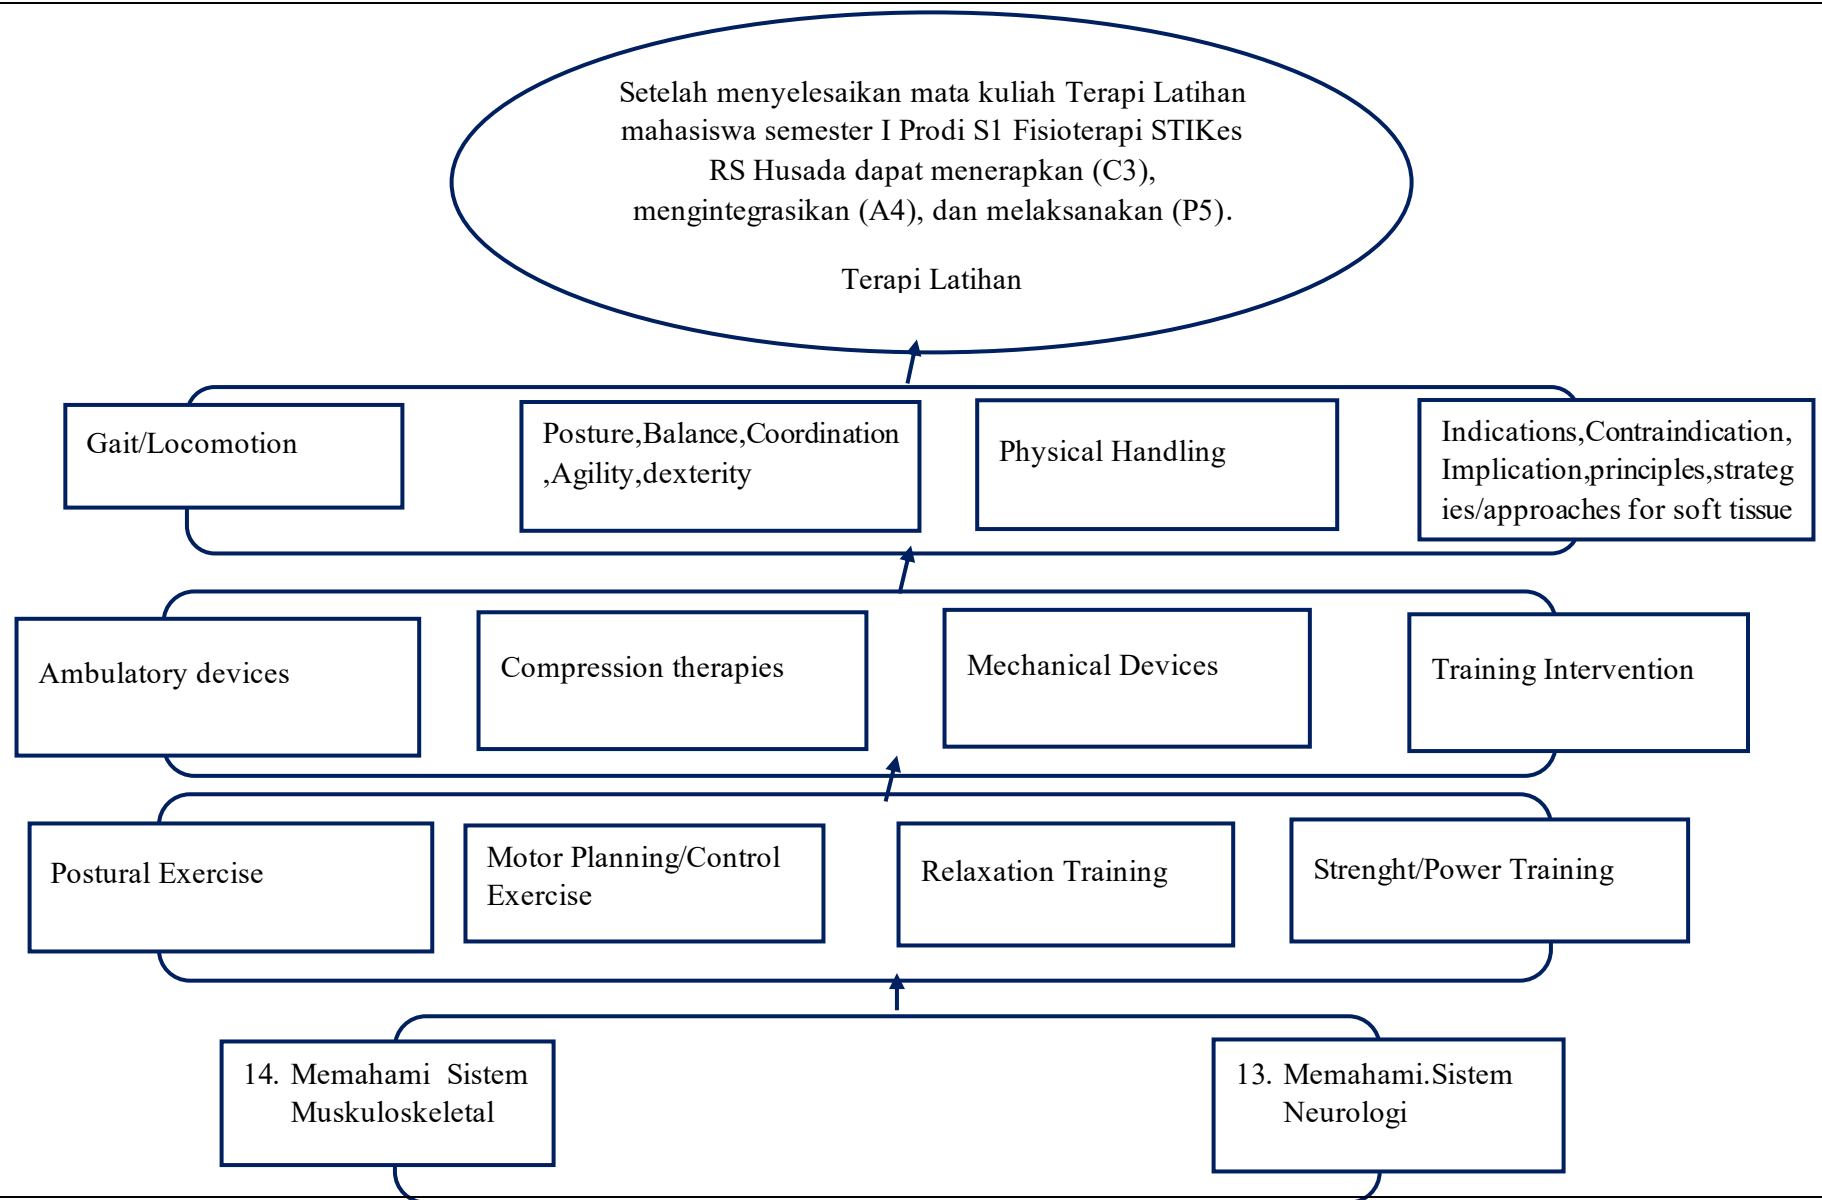 Setelah menyelesaikan mata kuliah Terapi Latihan
mahasiswa semester I Prodi S1 Fisioterapi STIKes
RS Husada dapat menerapkan (C3),
mengintegrasikan (A4), dan melaksanakan (P5).
Terapi Latihan
Gait/Locomotion
Posture,Balance,Coordination
,Agility,dexterity
Physical Handling
Indications,Contraindication,
Implication,principles,strateg
ies/approaches for soft tissue
Ambulatory devices
Compression therapies
Mechanical Devices
Training Intervention
Postural Exercise
Motor Planning/Control
Exercise
Relaxation Training
Strenght/Power Training
14. Memahami Sistem
Muskuloskeletal
13. Memahami.Sistem
Neurologi